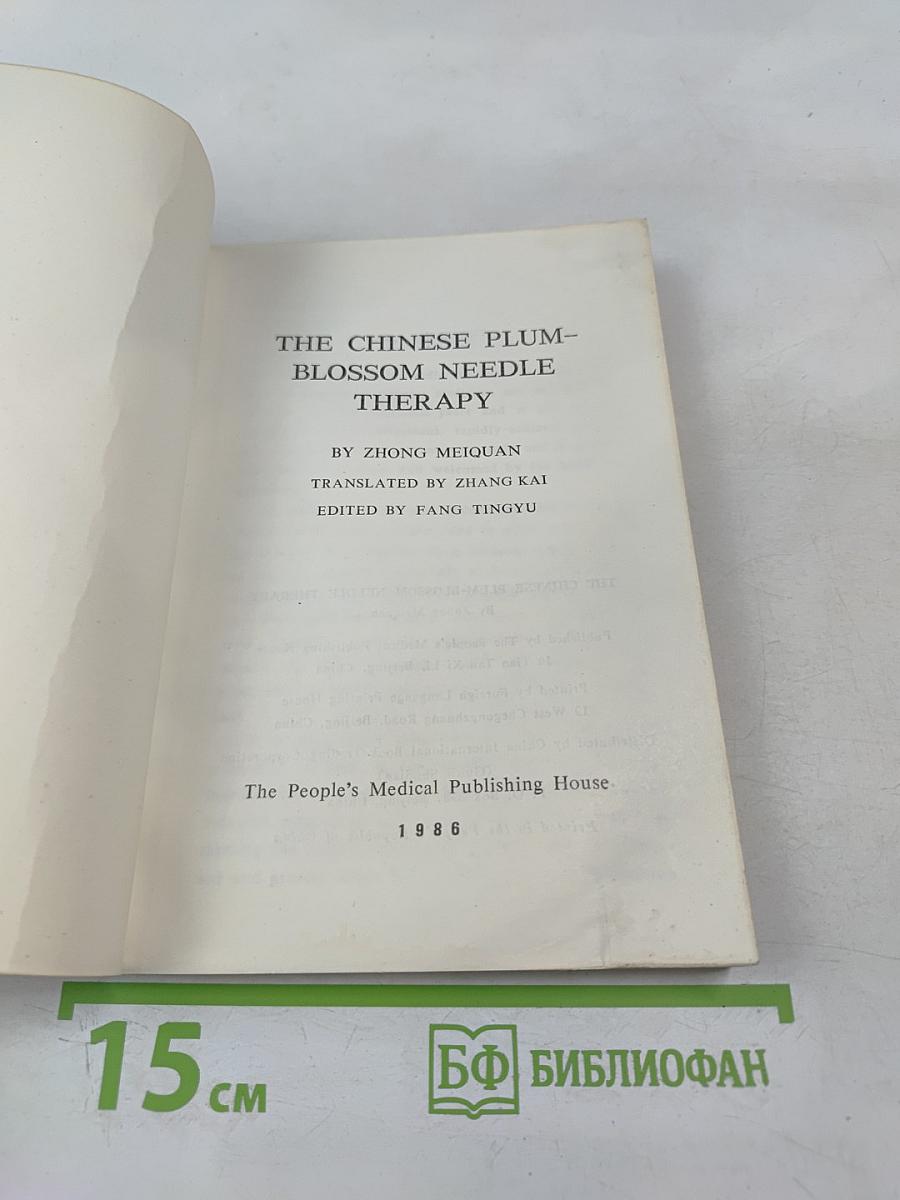 THE CHINESE PLUM–
BLOSSOM NEEDLE
THERAPY
BY ZHONG MEIQUAN
TRANSLATED BY ZHANG KAI
EDITED BY FANG TINGYU
The People's Medical Publishing House
1986
15 см
БФ БИБЛИОФАН